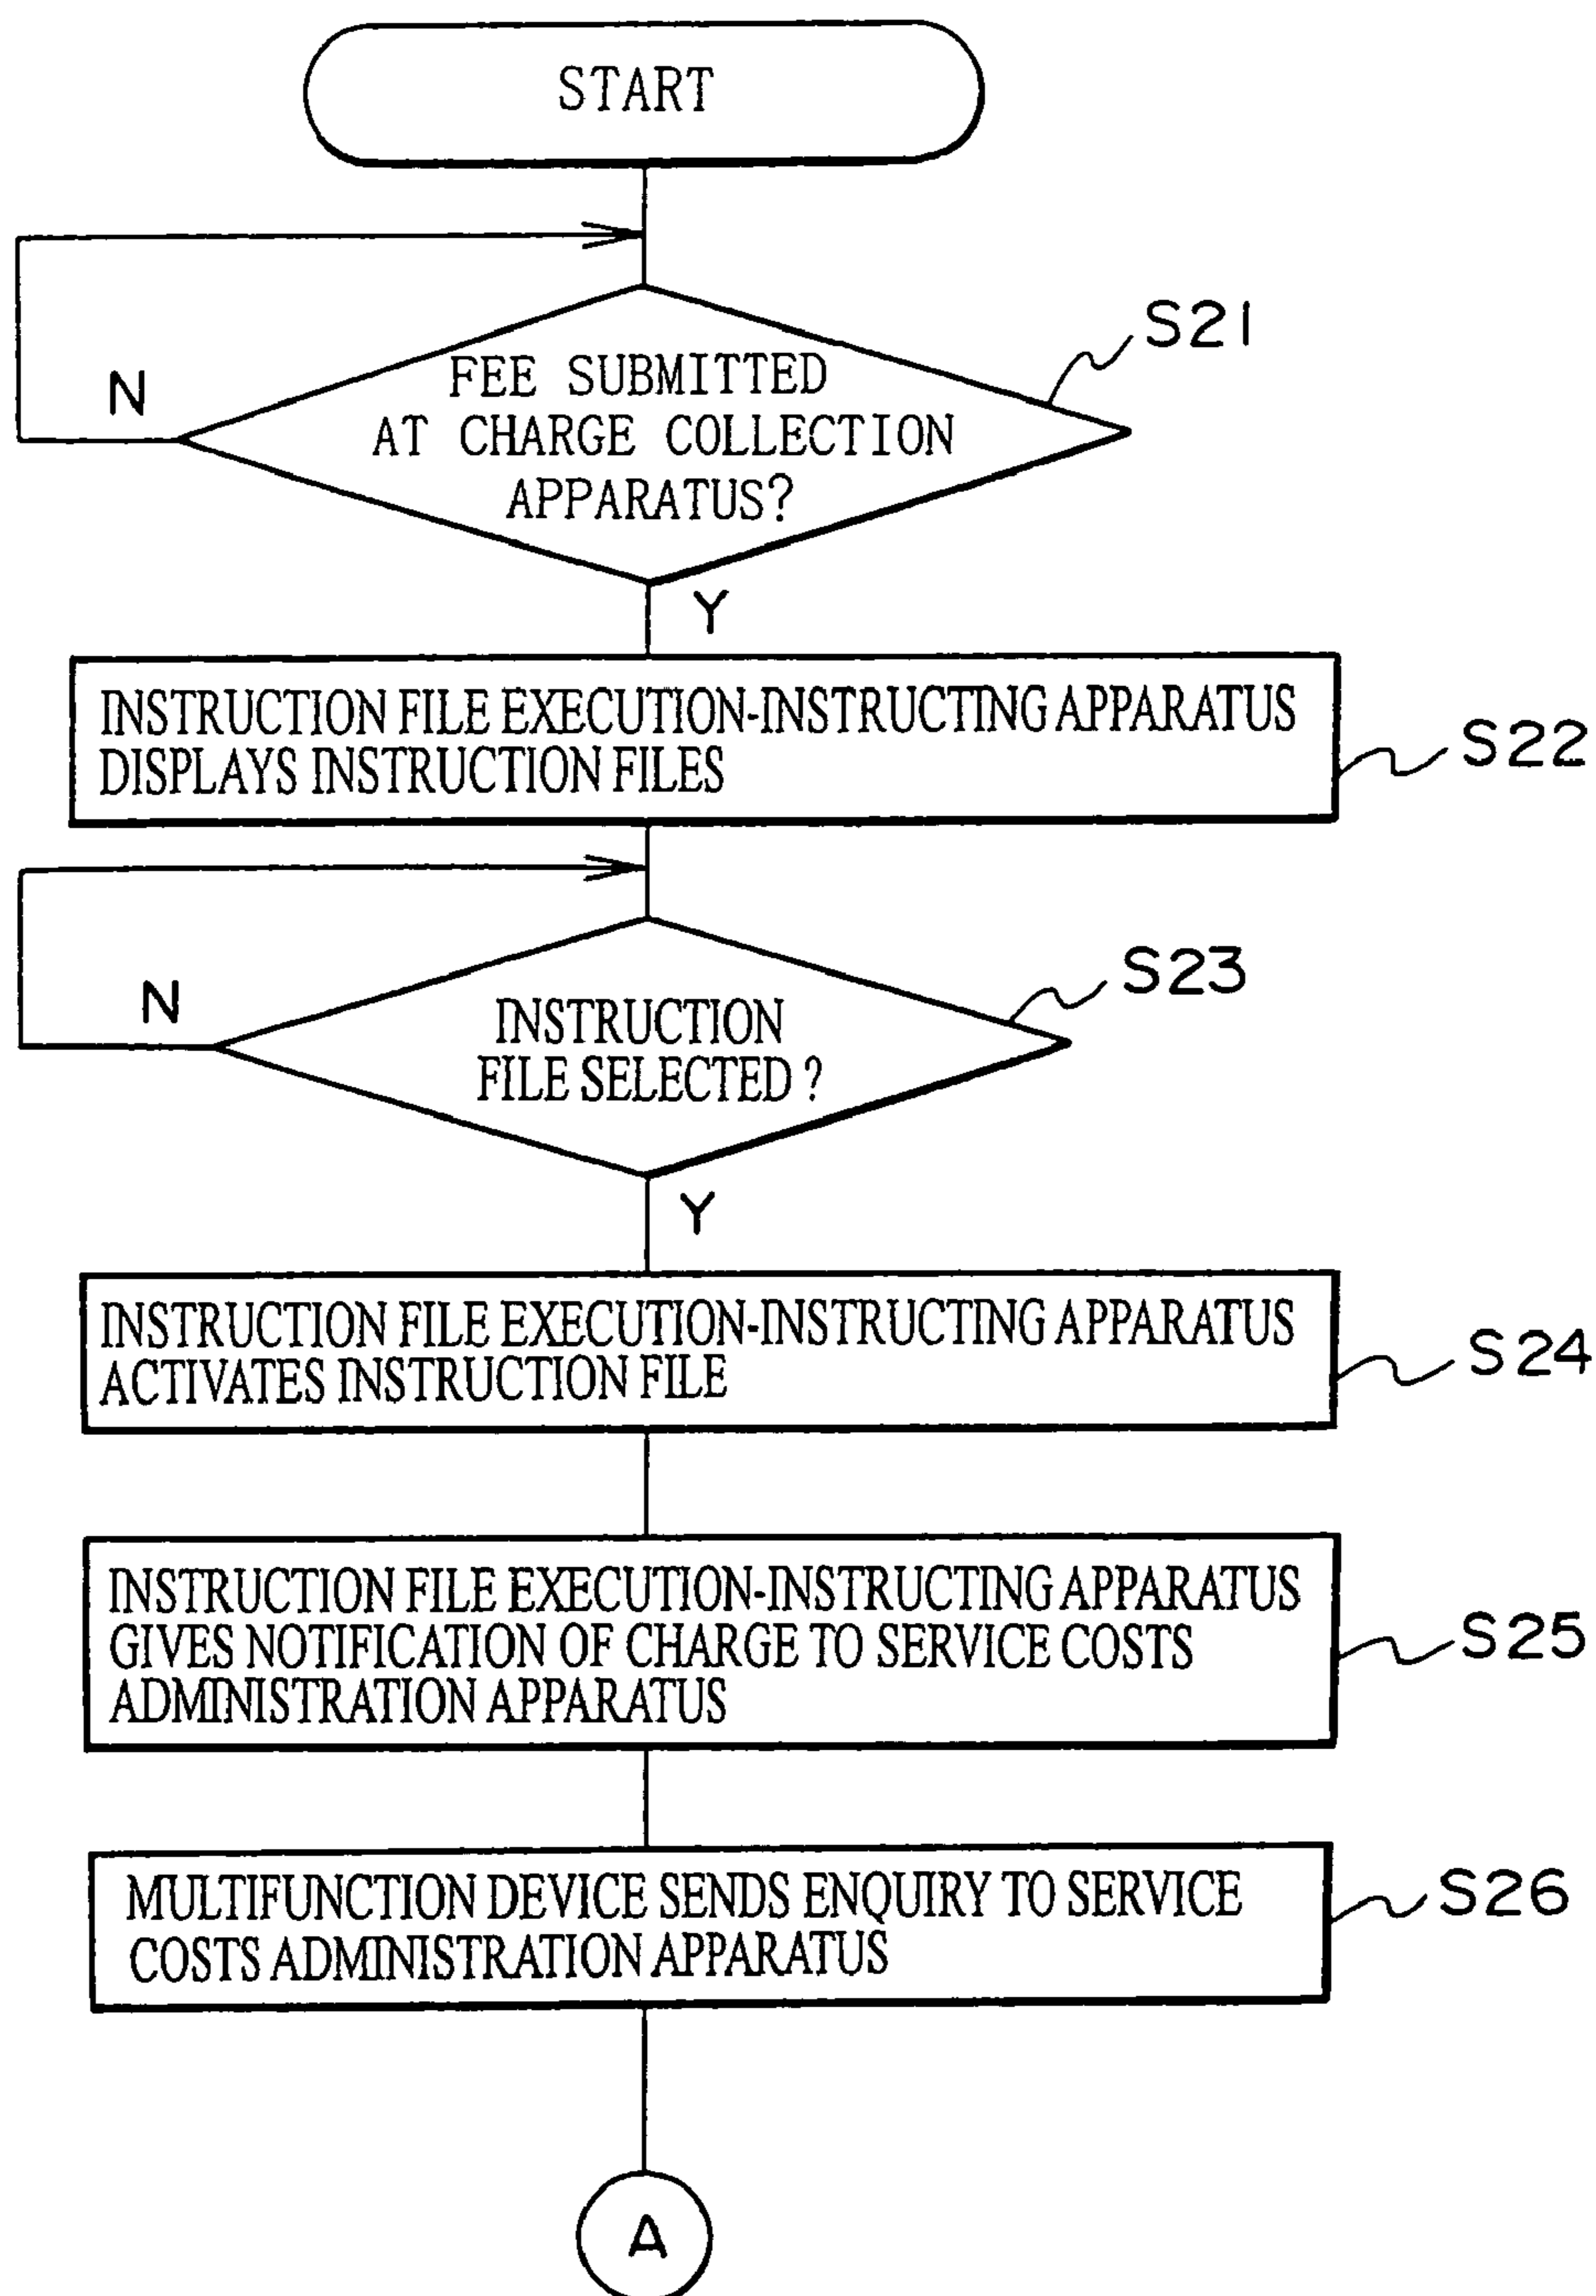 START
S21
FEE SUBMITTED
AT CHARGE COLLECTION
APPARATUS?
N
Y
INSTRUCTION FILE EXECUTION-INSTRUCTING APPARATUS
DISPLAYS INSTRUCTION FILES
S22
S23
N
INSTRUCTION
FILE SELECTED ?
Y
INSTRUCTION FILE EXECUTION-INSTRUCTING APPARATUS
ACTIVATES INSTRUCTION FILE
S24
INSTRUCTION FILE EXECUTION-INSTRUCTING APPARATUS
GIVES NOTIFICATION OF CHARGE TO SERVICE COSTS
ADMINISTRATION APPARATUS
S25
MULTIFUNCTION DEVICE SENDS ENQUIRY TO SERVICE
COSTS ADMINISTRATION APPARATUS
S26
A